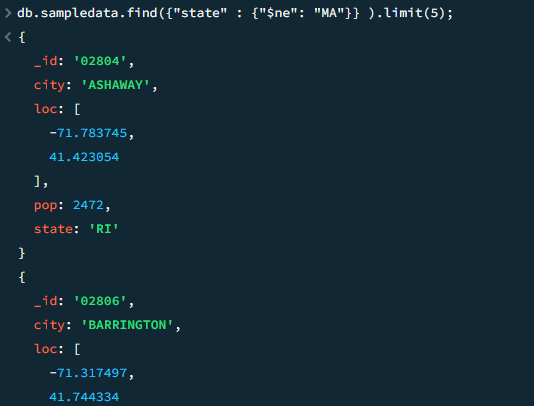 > db.sampledata.find({"state" : {"$ne": "MA"}} ).limit(5);
< {
_id: '02804',
city: 'ASHAWAY',
loc: [
-71.783745,
41.423054
],
pop: 2472,
state: 'RI'
}
{
_id: '02806',
city: 'BARRINGTON',
loc: [
-71.317497,
41.744334